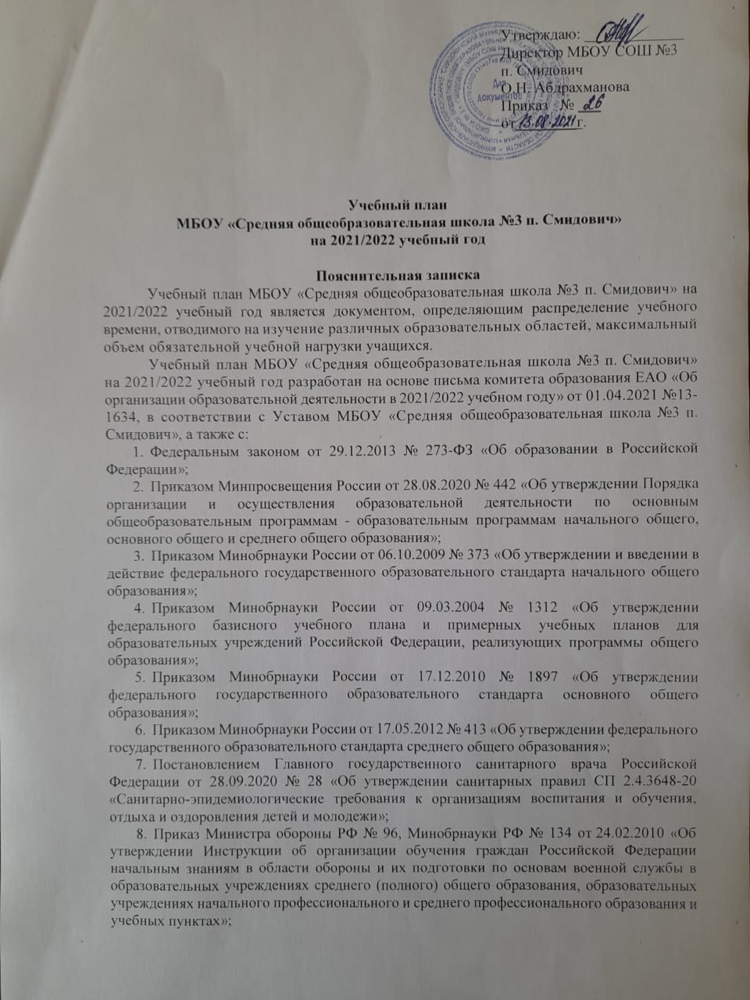 Утверждаю:
Директор МБОУ СОШ №3
п. Смидович
О.Н. Абдрахманова
Приказ № 26
от 13.08.2021 г.
Для
документов
Учебный план
МБОУ «Средняя общеобразовательная школа №3 п. Смидович»
на 2021/2022 учебный год
Пояснительная записка
Учебный план МБОУ «Средняя общеобразовательная школа №3 п. Смидович» на
2021/2022 учебный год является документом, определяющим распределение учебного
времени, отводимого на изучение различных образовательных областей, максимальный
объем обязательной учебной нагрузки учащихся.
Учебный план МБОУ «Средняя общеобразовательная школа №3 п. Смидович»
на 2021/2022 учебный год разработан на основе письма комитета образования ЕАО «Об
организации образовательной деятельности в 2021/2022 учебном году» от 01.04.2021 №13-
1634, в соответствии с Уставом МБОУ «Средняя общеобразовательная школа №3 п.
Смидович», а также с:
1. Федеральным законом от 29.12.2013 № 273-ФЗ «Об образовании в Российской
Федерации»;
2. Приказом Минпросвещения России от 28.08.2020 № 442 «Об утверждении Порядка
организации и осуществления образовательной деятельности по основным
общеобразовательным программам - образовательным программам начального общего,
основного общего и среднего общего образования»;
3. Приказом Минобрнауки России от 06.10.2009 № 373 «Об утверждении и введении в
действие федерального государственного образовательного стандарта начального общего
образования»;
4. Приказом Минобрнауки России от 09.03.2004 № 1312 «Об утверждении
федерального базисного учебного плана и примерных учебных планов для
образовательных учреждений Российской Федерации, реализующих программы общего
образования»;
5. Приказом Минобрнауки России от 17.12.2010 № 1897 «Об утверждении
федерального государственного образовательного стандарта основного общего
образования»;
6. Приказом Минобрнауки России от 17.05.2012 № 413 «Об утверждении федерального
государственного образовательного стандарта среднего общего образования»;
7. Постановлением Главного государственного санитарного врача Российской
Федерации от 28.09.2020 № 28 «Об утверждении санитарных правил СП 2.4.3648-20
«Санитарно-эпидемиологические требования к организациям воспитания и обучения,
отдыха и оздоровления детей и молодежи»;
8. Приказ Министра обороны РФ № 96, Минобрнауки РФ № 134 от 24.02.2010 «Об
утверждении Инструкции об организации обучения граждан Российской Федерации
начальным знаниям в области обороны и их подготовки по основам военной службы в
образовательных учреждениях среднего (полного) общего образования, образовательных
учреждениях начального профессионального и среднего профессионального образования и
учебных пунктах»;